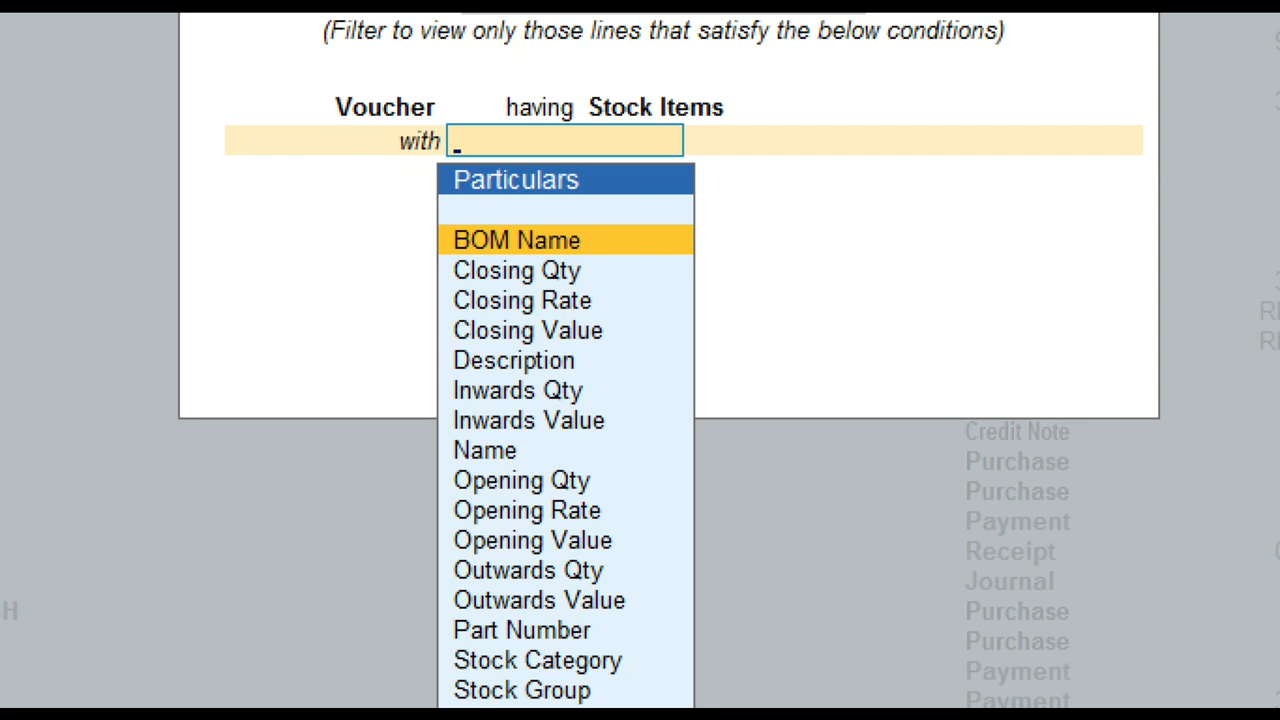 (Filter to view only those lines that satisfy the below conditions)
Voucher having Stock Items
with
Particulars
BOM Name
Closing Qty
Closing Rate
Closing Value
Description
Inwards Qty
Inwards Value
Name
Opening Qty
Opening Rate
Opening Value
Outwards Qty
Outwards Value
Part Number
Stock Category
Stock Group
Credit Note
Purchase
Purchase
Payment
Receipt
Journal
Purchase
Purchase
Payment
Payment
H